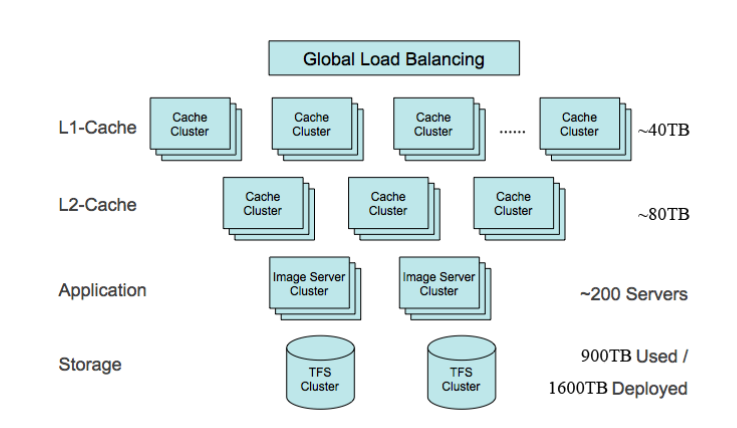 Global Load Balancing
L1-Cache
Cache
Cluster
Cache
Cluster
Cache
Cluster
......
Cache
Cluster
~40TB
L2-Cache
Cache
Cluster
Cache
Cluster
Cache
Cluster
~80TB
Application
Image Server
Cluster
Image Server
Cluster
~200 Servers
Storage
TFS
Cluster
TFS
Cluster
900TB Used /
1600TB Deployed